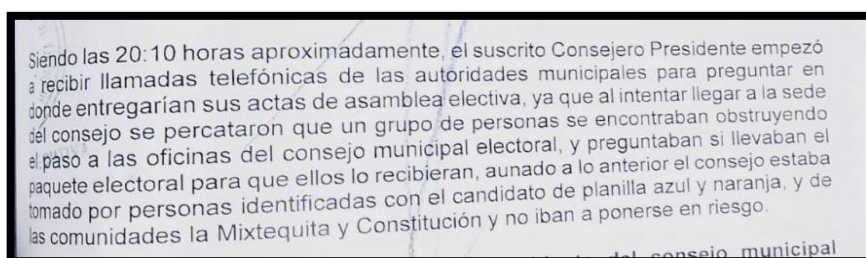 Siendo las 20:10 horas aproximadamente, el suscrito Consejero Presidente empezó
a recibir llamadas telefónicas de las autoridades municipales para preguntar en
donde entregarían sus actas de asamblea electiva, ya que al intentar llegar a la sede
del consejo se percataron que un grupo de personas se encontraban obstruyendo
el paso a las oficinas del consejo municipal electoral, y preguntaban si llevaban el
paquete electoral para que ellos lo recibieran, aunado a lo anterior el consejo estaba
tomado por personas identificadas con el candidato de planilla azul y naranja, y de
las comunidades la Mixtequita y Constitución y no iban a ponerse en riesgo.
del consejo municipal